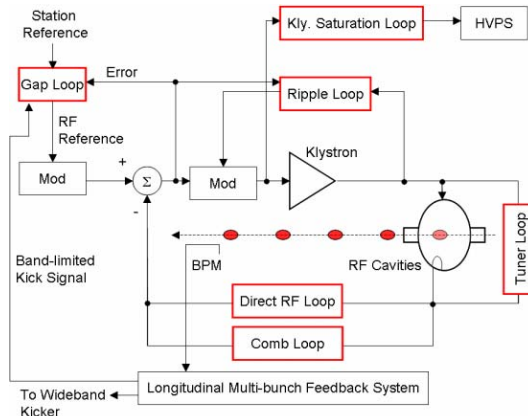 Station
Reference
Kly. Saturation Loop
HVPS
Gap Loop
Error
Ripple Loop
RF
Reference
Klystron
Mod
+
Σ
-
Mod
Tuner Loop
Band-limited
Kick Signal
BPM
RF Cavities
Direct RF Loop
Comb Loop
To Wideband
Kicker
Longitudinal Multi-bunch Feedback System